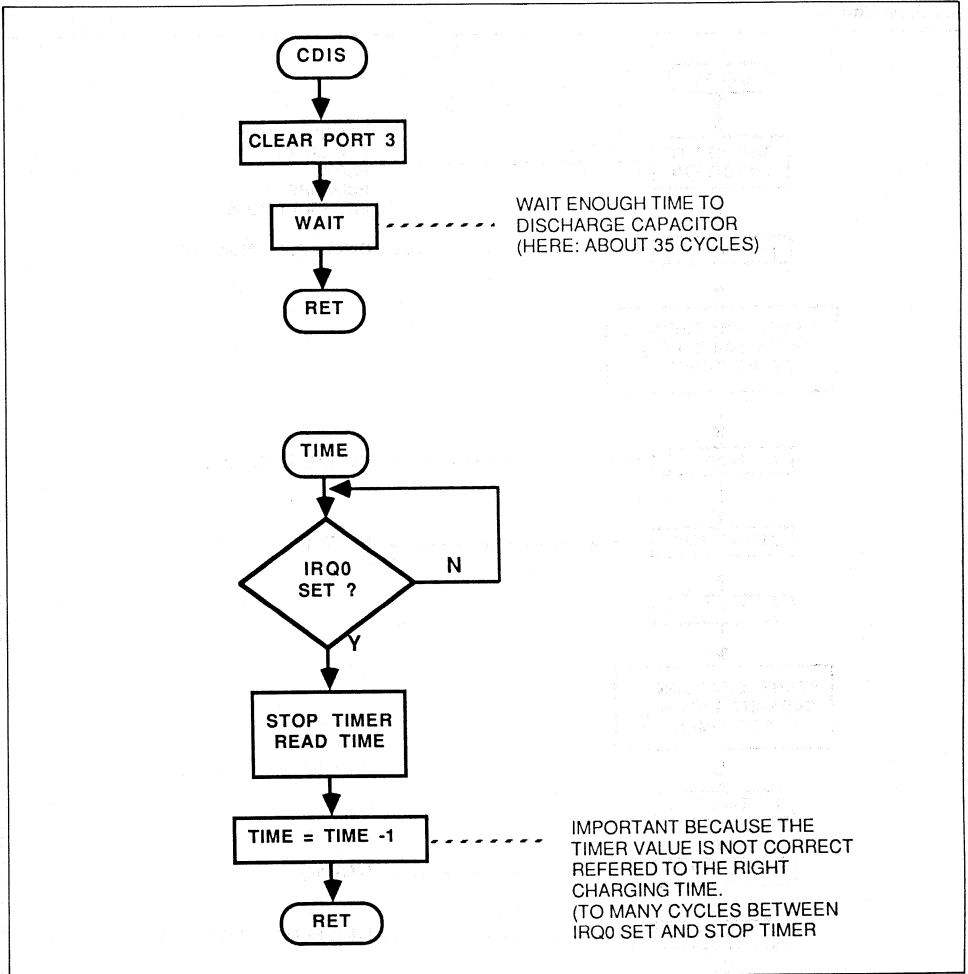 CDIS
CLEAR PORT 3
WAIT
WAIT ENOUGH TIME TO
DISCHARGE CAPACITOR
(HERE: ABOUT 35 CYCLES)
RET
TIME
IRQ0
SET ?
N
Y
STOP TIMER
READ TIME
TIME = TIME -1
IMPORTANT BECAUSE THE
TIMER VALUE IS NOT CORRECT
REFERED TO THE RIGHT
CHARGING TIME.
(TO MANY CYCLES BETWEEN
IRQ0 SET AND STOP TIMER
RET